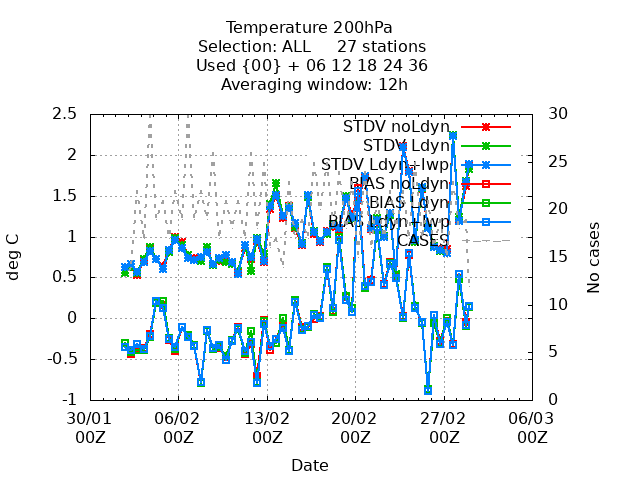 Temperature 200hPa
Selection: ALL     27 stations
Used {00} + 06 12 18 24 36
Averaging window: 12h
2.5
2
1.5
1
0.5
0
-0.5
-1
deg C
30
25
20
15
10
5
0
No cases
STDV noLdyn
STDV Ldyn
STDV Ldyn+lwp
BIAS noLdyn
BIAS Ldyn
BIAS Ldyn+lwp
CASES
30/01 06/02 13/02 20/02 27/02 06/03
00Z 00Z 00Z 00Z 00Z 00Z
Date